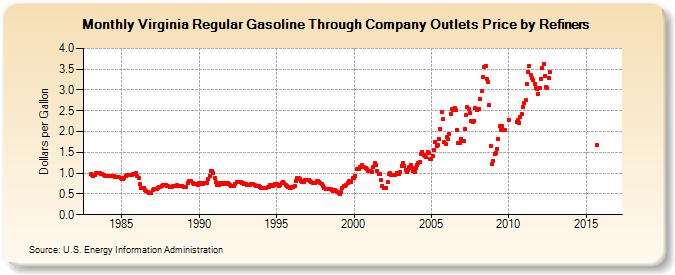 Monthly Virginia Regular Gasoline Through Company Outlets Price by Refiners
Dollars per Gallon
4.0
3.5
3.0
2.5
2.0
1.5
1.0
0.5
0.0
1985 1990 1995 2000 2005 2010 2015
Source: U.S. Energy Information Administration